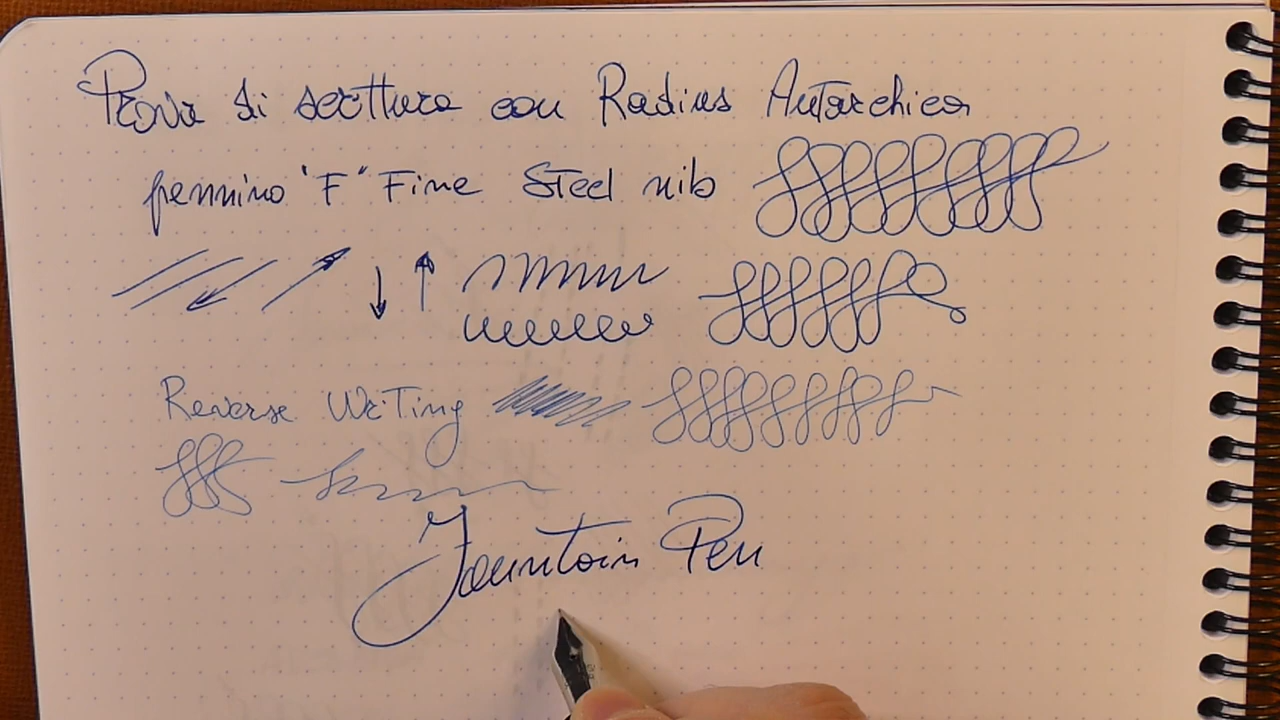 Prova di scrittura con Radius Autarchica
pennino "F" Fine Steel nib
Reverse Writing
Fountain Pen